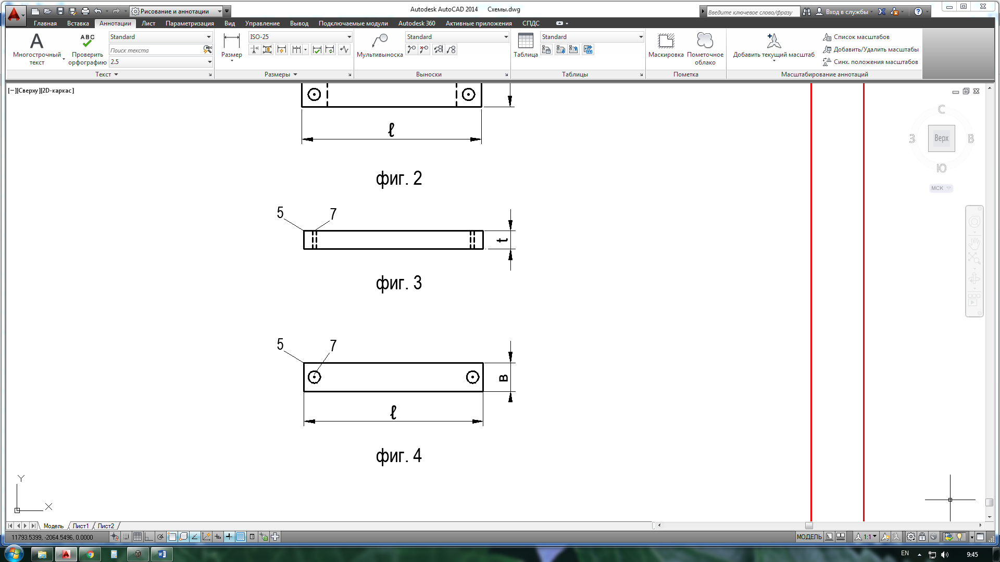 Рисование и аннотации
Autodesk AutoCAD 2014 Схемы.dwg
Введите ключевое слово/фразу
Вход в службы
Главная Вставка Аннотации Лист Параметризация Вид Управление Вывод Подключаемые модули Autodesk 360 Активные приложения СПДС
A
Многострочный текст
ABC
Проверить орфографию
Standard
Поиск текста
ABC
2.5
Размер
ISO-25
Мультивыноска
Standard
Таблица
Standard
Маскировка
Пометочное облако
Добавить текущий масштаб
Список масштабов
Добавить/Удалить масштабы
Синх. положения масштабов
Текст Размеры Выноски Таблицы Пометка Масштабирование аннотаций
[−][Сверху][2D-каркас]
С
З Верх В
Ю
МСК
ℓ
фиг. 2
5 7
t
фиг. 3
5 7
в
ℓ
фиг. 4
Y
X
Модель Лист1 Лист2
11793.5399, -2064.5496, 0.0000
МОДЕЛЬ
1:1
EN
9:45